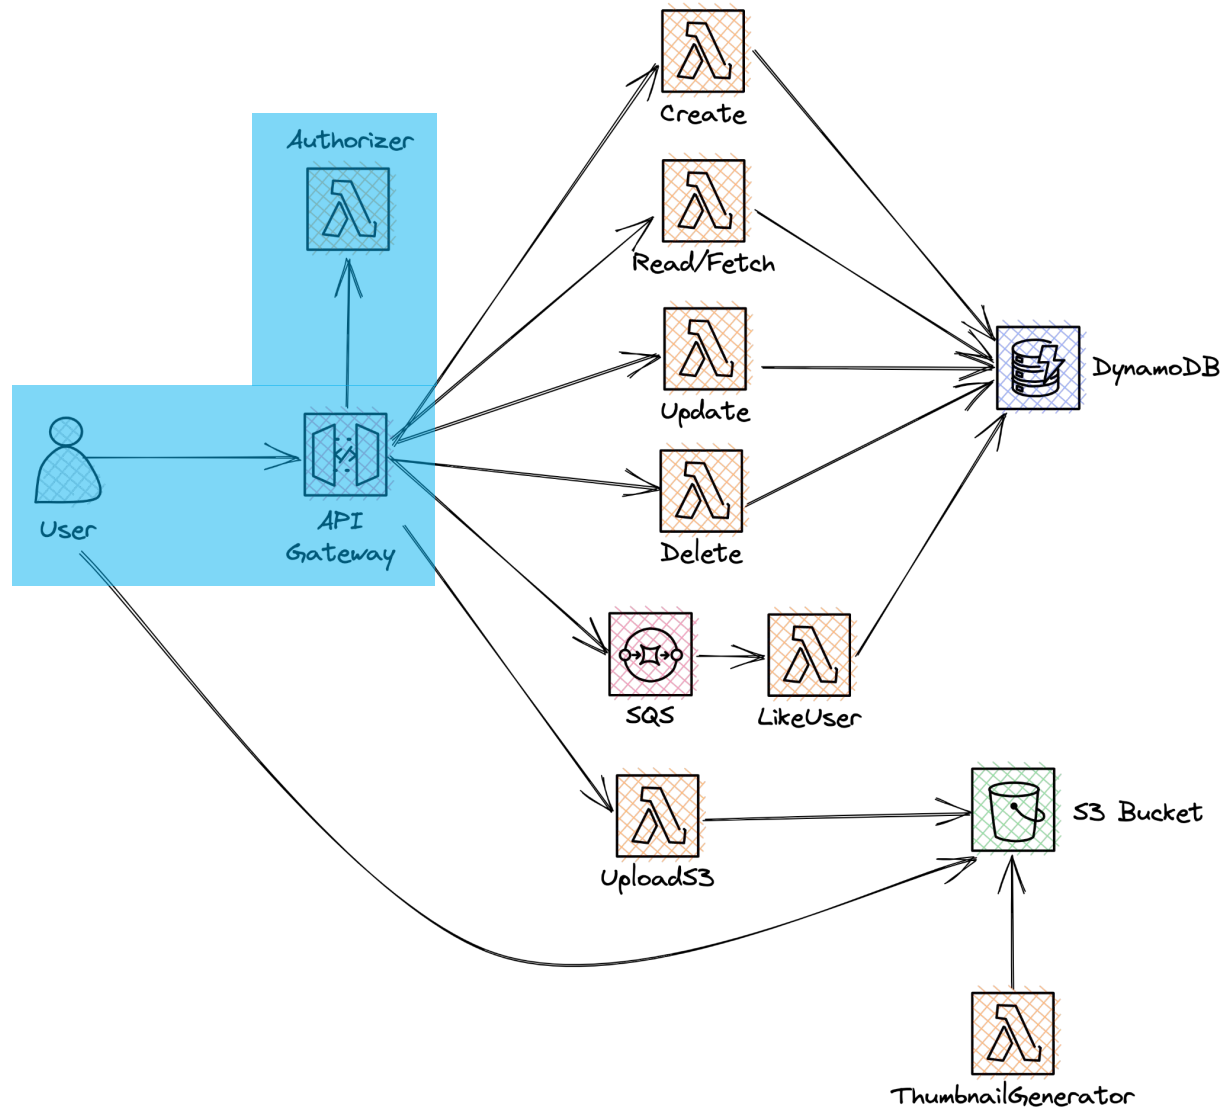 Create
Authorizer
Read/Fetch
DynamoDB
Update
User
API
Gateway
Delete
SQS
LikeUser
S3 Bucket
UploadS3
ThumbnailGenerator